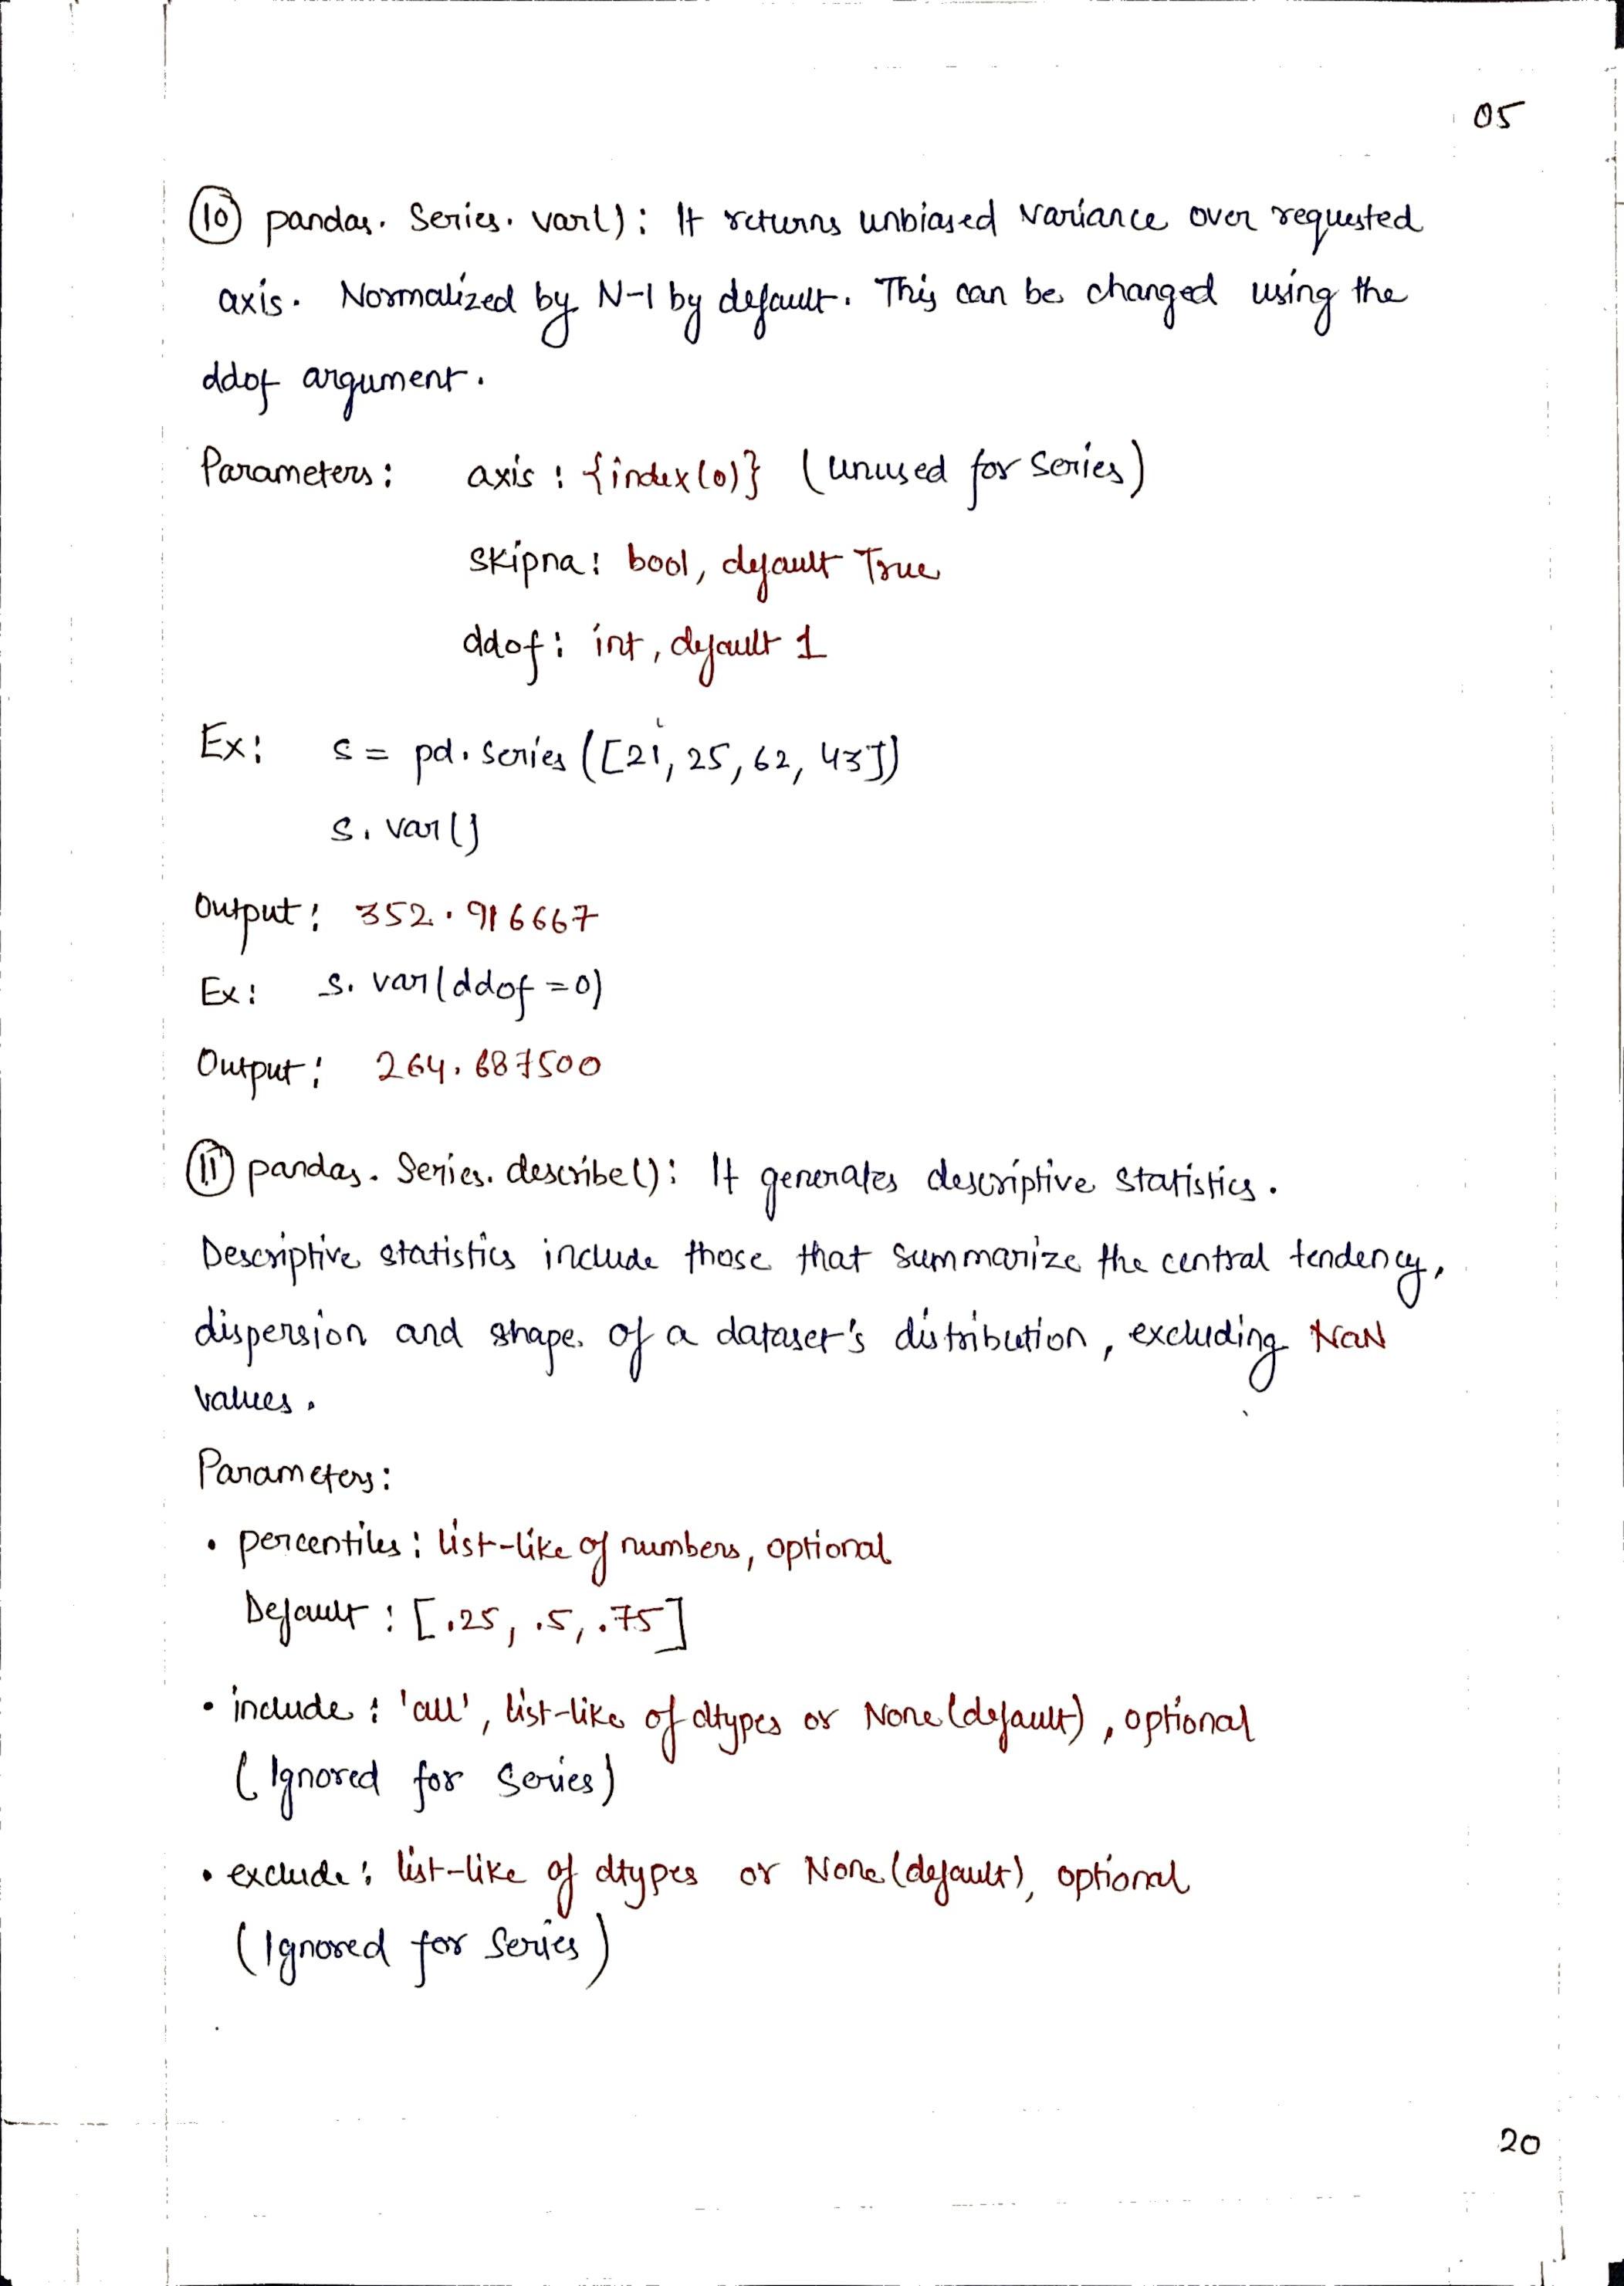 05
10 pandas. Series. var(): It returns unbiased variance over requested
axis. Normalized by N-1 by default. This can be changed using the
ddof argument.
Parameters: axis : {index(0)} (unused for Series)
skipna: bool, default True
ddof: int, default 1
Ex: s = pd. series ([21, 25, 62, 43])
s. var()
Output: 352.916667
Ex: s. var(ddof=0)
Output: 264.687500
11 pandas. Series. describe(): It generates descriptive statistics.
Descriptive statistics include those that summarize the central tendency,
dispersion and shape of a dataset's distribution, excluding NaN
values.
Parameters:
• percentiles: list-like of numbers, optional
Default : [.25, .5, .75]
• include : 'all', list-like of dtypes or None (default), optional
(Ignored for Series)
• exclude: list-like of dtypes or None (default), optional
(Ignored for Series)
20